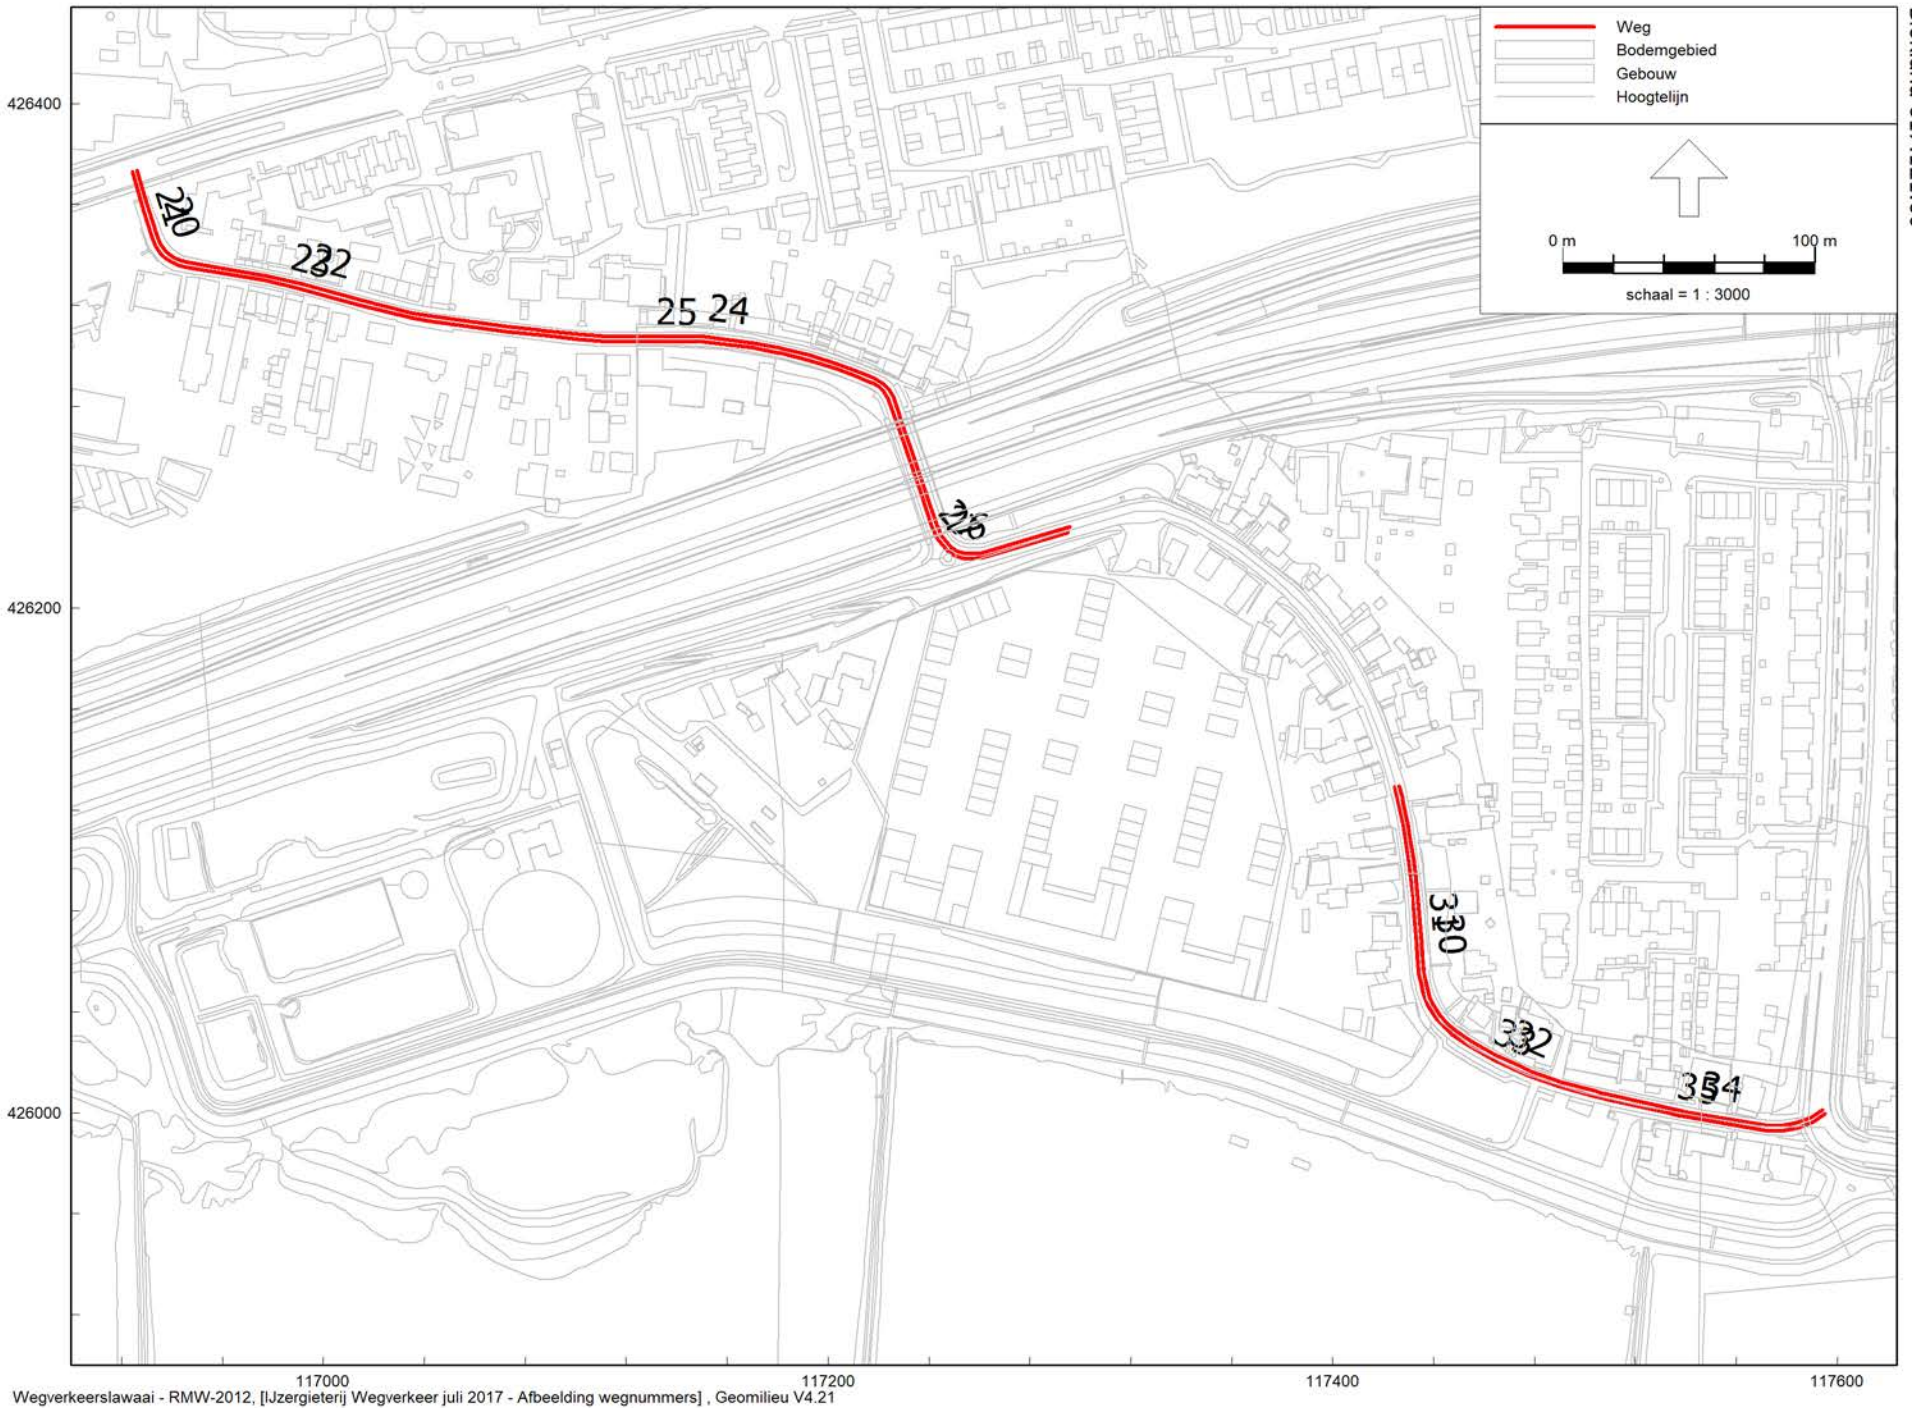 Weg
Bodemgebied
Gebouw
Hoogtelijn
0 m 100 m
schaal = 1 : 3000
426400
426200
426000
25 24
117000 117200 117400 117600
Wegverkeerslawaai - RMW-2012, [IJzergieterij Wegverkeer juli 2017 - Afbeelding wegnummers] , Geomilieu V4.21